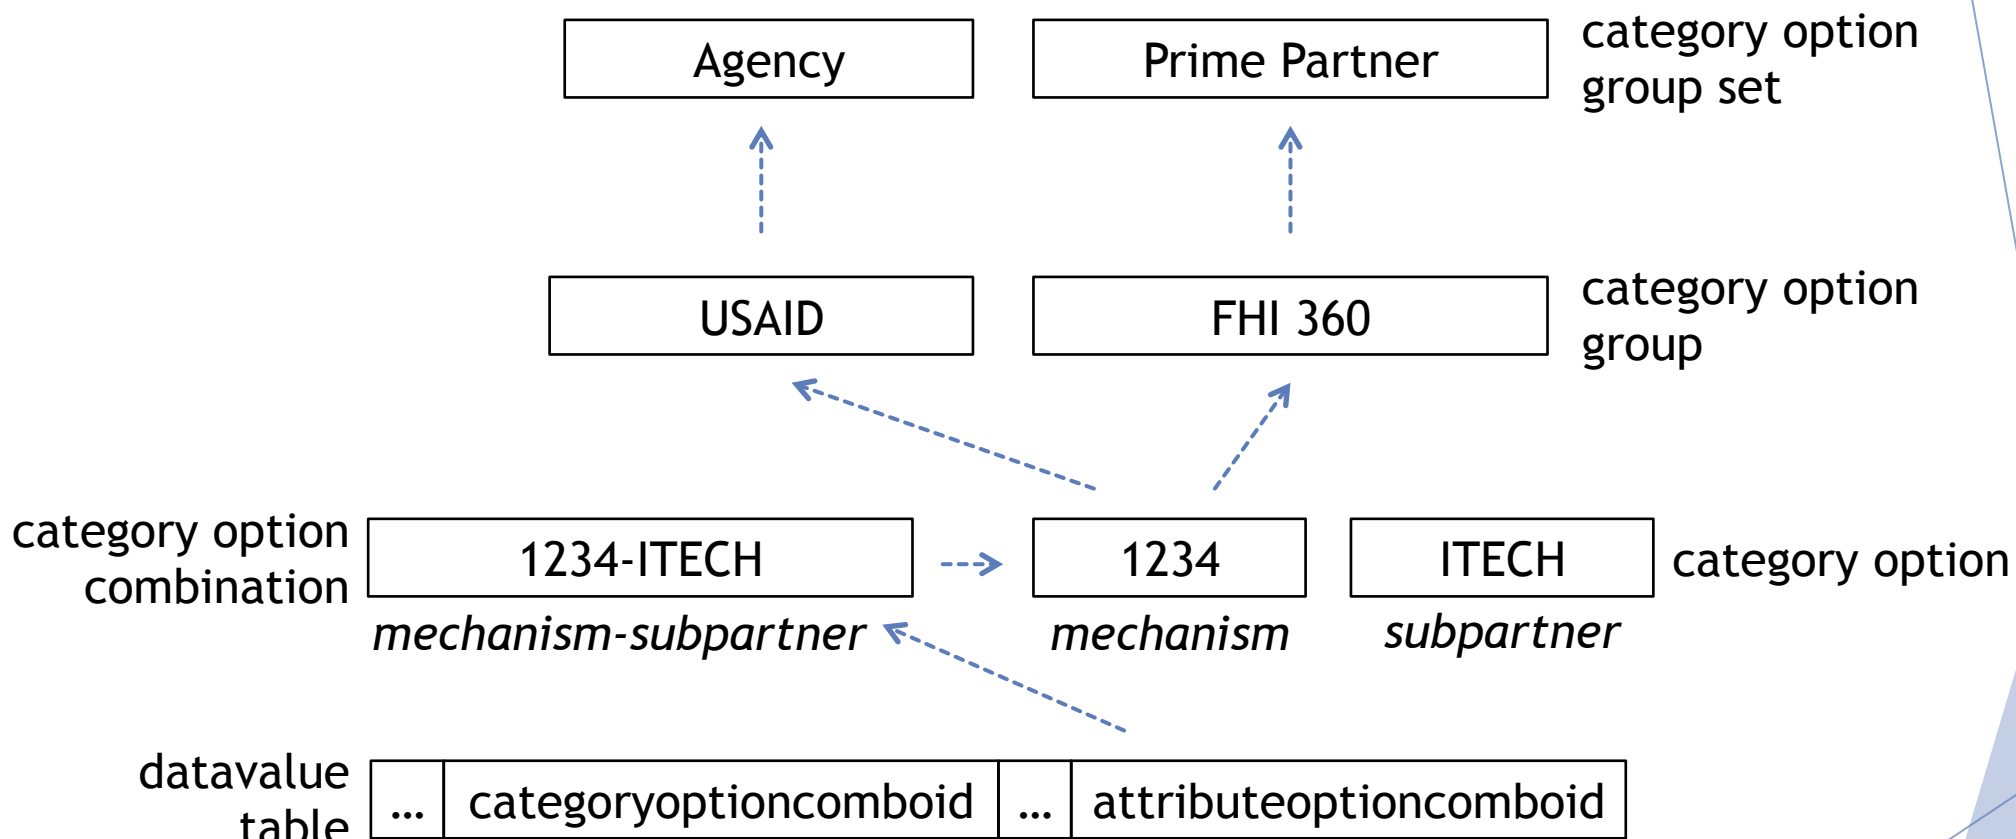 Agency
Prime Partner
category option
group set
USAID
FHI 360
category option
group
category option
combination
1234-ITECH
1234
ITECH
category option
mechanism-subpartner
mechanism
subpartner
datavalue
table
... categoryoptioncomboid ... attributeoptioncomboid